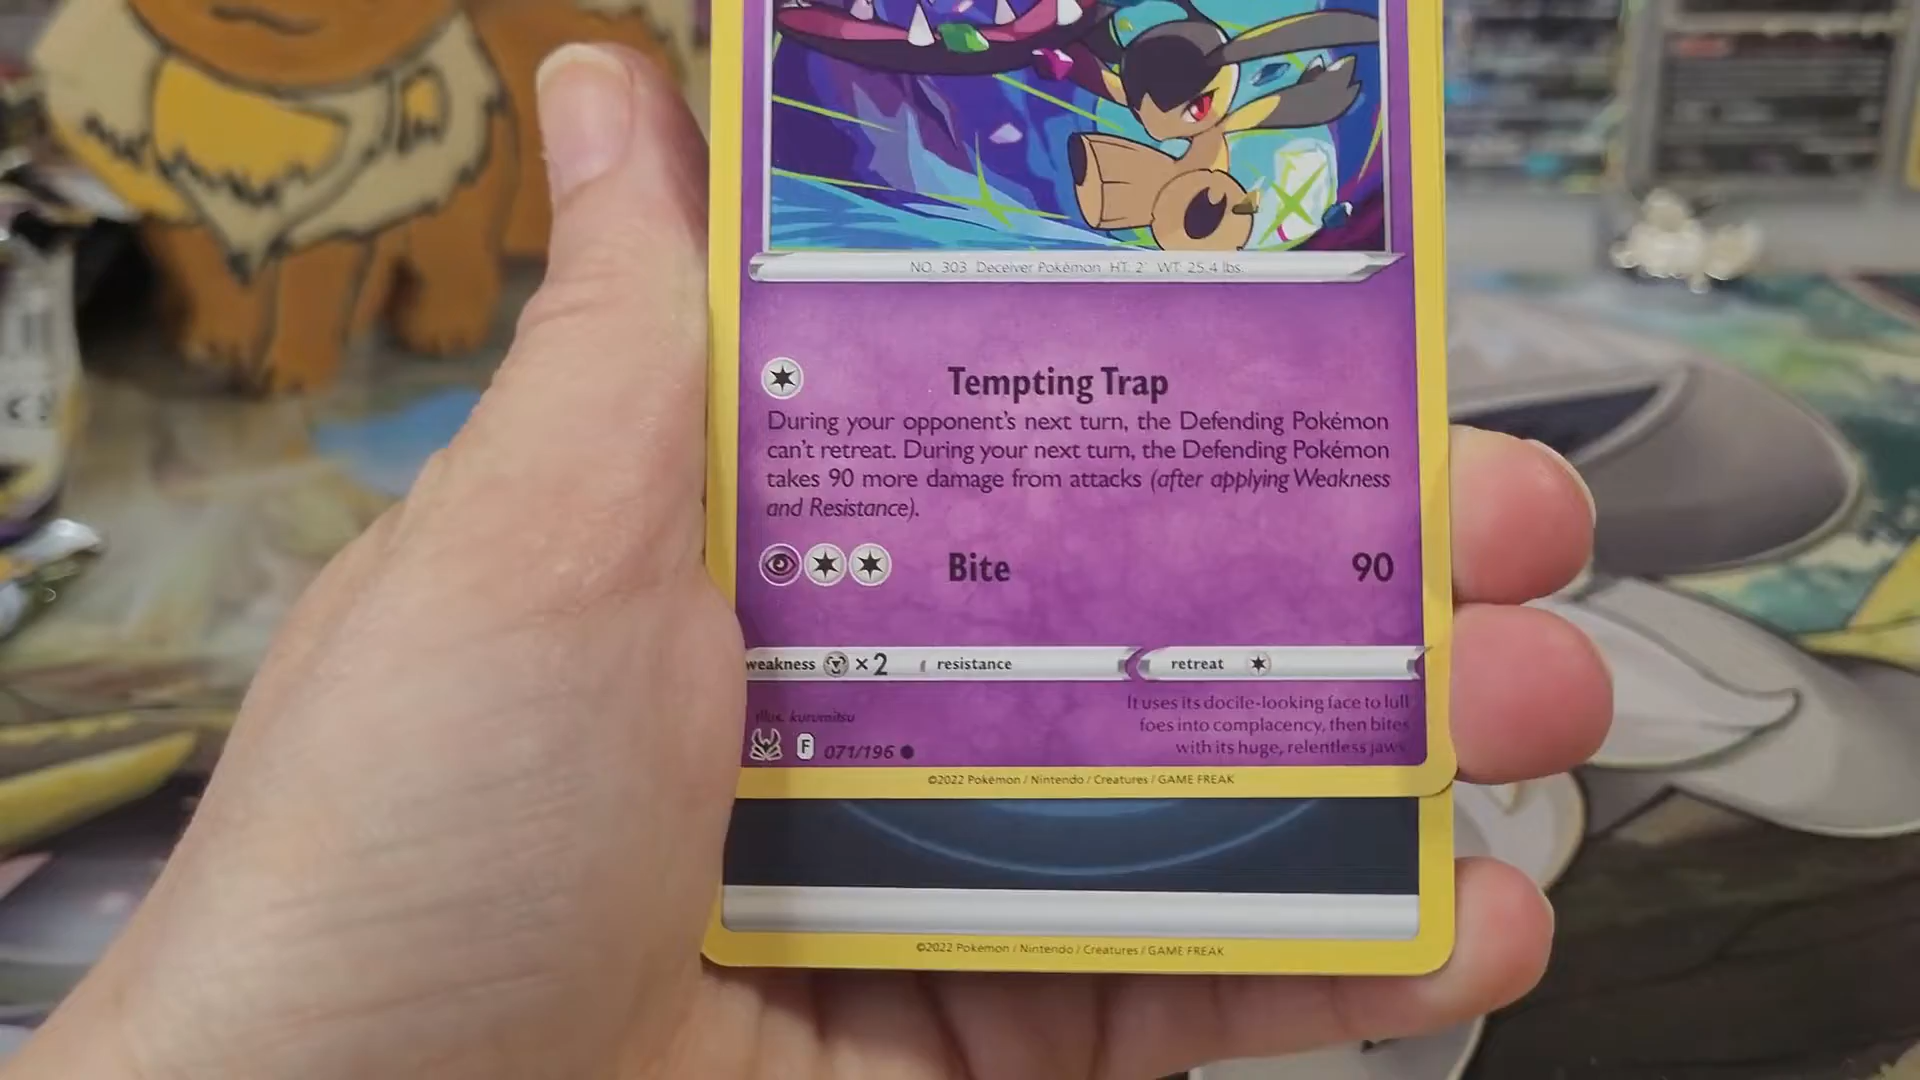 NO. 303 Deceiver Pokémon HT: 2' WT: 25.4 lbs.
Tempting Trap
During your opponent's next turn, the Defending Pokémon
can't retreat. During your next turn, the Defending Pokémon
takes 90 more damage from attacks (after applying Weakness
and Resistance).
Bite 90
weakness ×2 resistance retreat
It uses its docile-looking face to lull
foes into complacency, then bites
with its huge, relentless jaws.
Illus. kurumitsu
F 071/196
©2022 Pokémon / Nintendo / Creatures / GAME FREAK
©2022 Pokémon / Nintendo / Creatures / GAME FREAK